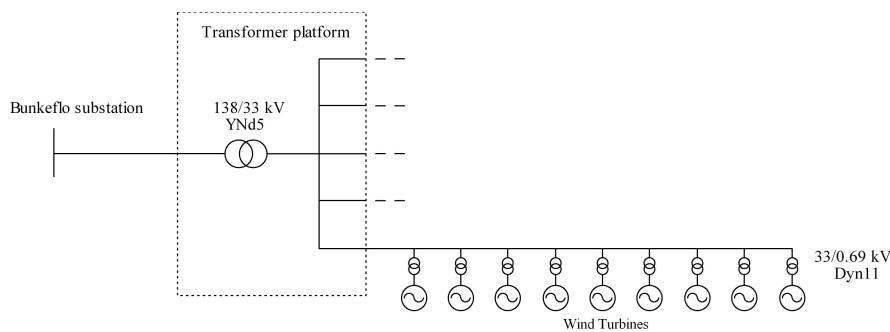 Transformer platform
Bunkeflo substation
138/33 kV
YNd5
33/0.69 kV
Dyn11
Wind Turbines